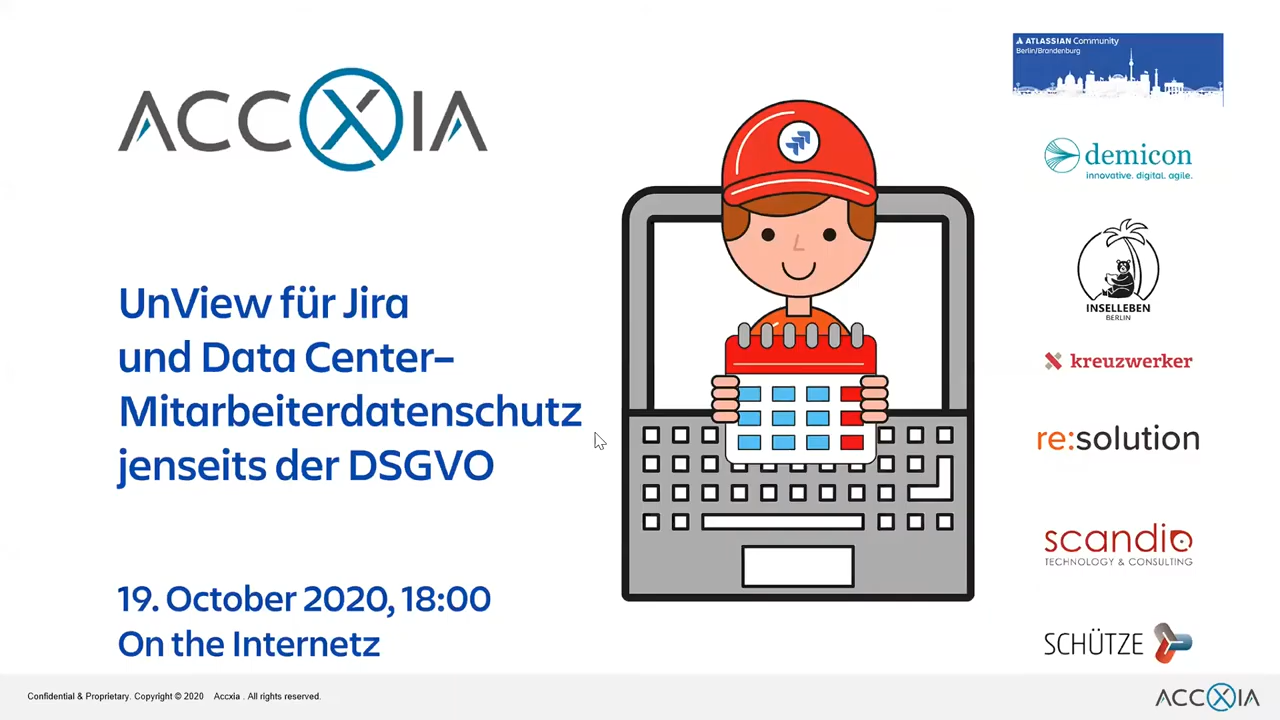 ACCXIA
UnView für Jira
und Data Center–
Mitarbeiterdatenschutz
jenseits der DSGVO
19. October 2020, 18:00
On the Internetz
ATLASSIAN Community
Berlin/Brandenburg
demicon
innovative. digital. agile.
INSELLEBEN
BERLIN
kreuzwerker
re:solution
scandio
TECHNOLOGY & CONSULTING
SCHÜTZE
Confidential & Proprietary. Copyright © 2020 Accxia . All rights reserved.
ACCXIA